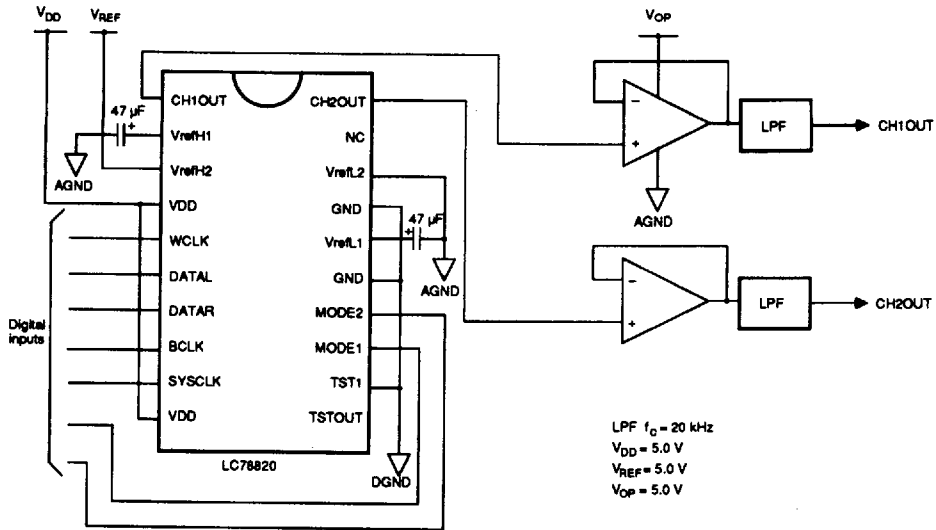 VDD
VREF
VOP
CH1OUT
47 µF
+
VrefH1
AGND
VrefH2
VDD
WCLK
DATAL
DATAR
Digital
inputs
BCLK
SYSCLK
VDD
CH2OUT
NC
VrefL2
GND
47 µF
+
VrefL1
AGND
GND
MODE2
MODE1
TST1
TSTOUT
DGND
LC78820
−
+
LPF
CH1OUT
AGND
−
+
LPF
CH2OUT
LPF fC = 20 kHz
VDD = 5.0 V
VREF = 5.0 V
VOP = 5.0 V